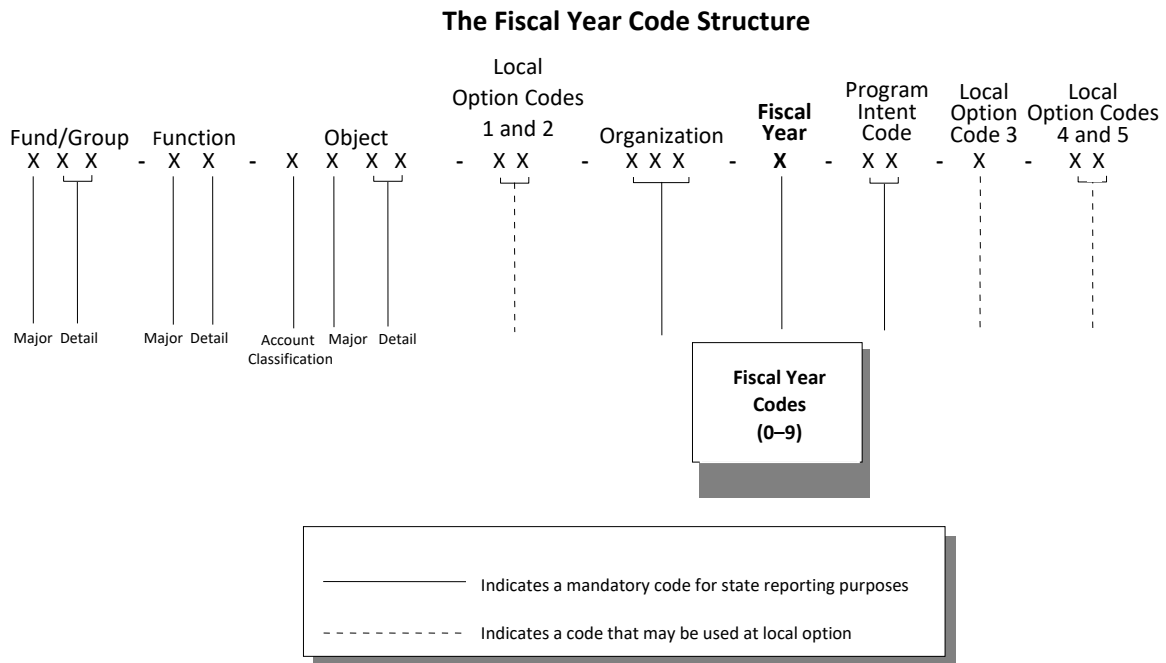 The Fiscal Year Code Structure
Local
Option Codes
1 and 2
Program
Intent
Code
Local
Option
Code 3
Local
Option Codes
4 and 5
Fund/Group
Function
Object
Organization
Fiscal
Year
X X X - X X - X X X X - X X - X X X - X - X X - X - X X
Major Detail
Major Detail
Account
Classification
Major Detail
Fiscal Year
Codes
(0–9)
Indicates a mandatory code for state reporting purposes
Indicates a code that may be used at local option